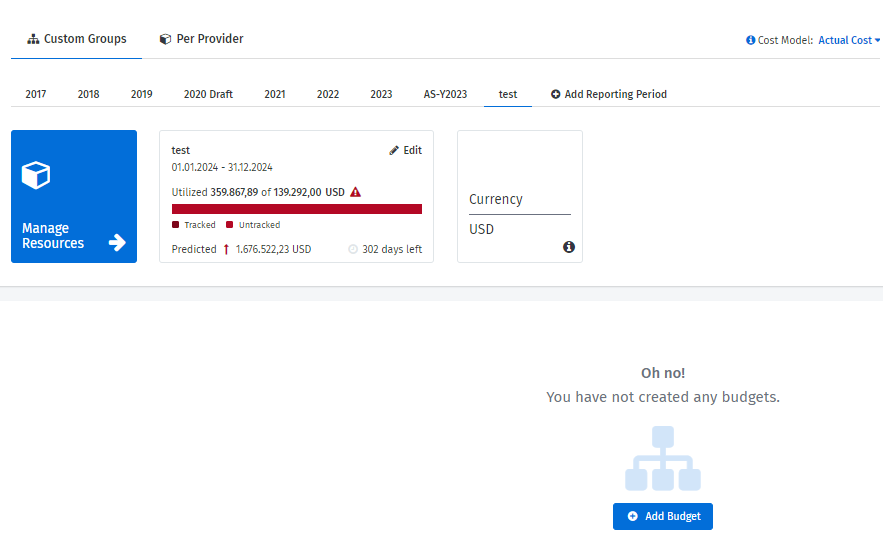 Custom Groups
Per Provider
Cost Model: Actual Cost
2017
2018
2019
2020 Draft
2021
2022
2023
AS-Y2023
test
Add Reporting Period
Manage
Resources
test
Edit
01.01.2024 - 31.12.2024
Utilized 359.867,89 of 139.292,00 USD
Tracked
Untracked
Predicted ↑ 1.676.522,23 USD
302 days left
Currency
USD
Oh no!
You have not created any budgets.
Add Budget